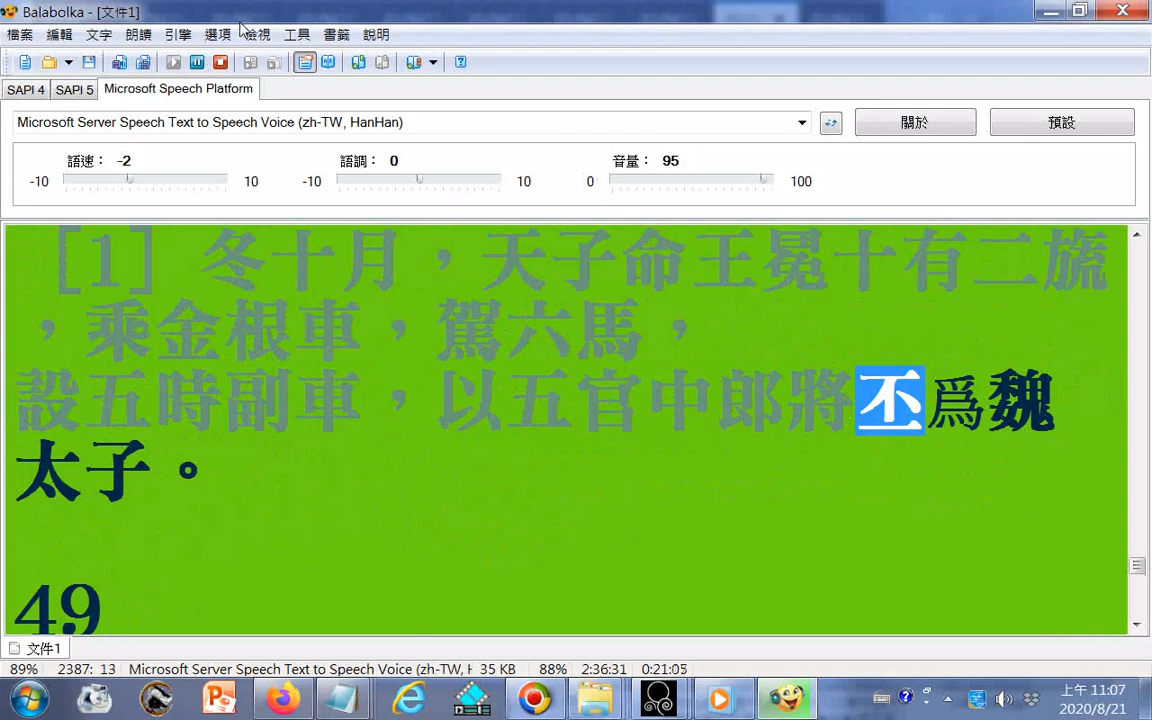 Balabolka - [文件1]
檔案 編輯 文字 朗讀 引擎 選項 檢視 工具 書籤 說明
SAPI 4 SAPI 5 Microsoft Speech Platform
Microsoft Server Speech Text to Speech Voice (zh-TW, HanHan)
關於 預設
語速： -2 語調： 0 音量： 95
-10 10 -10 10 0 100
[1] 冬十月，天子命王冕十有二旒
，乘金根車，駕六馬，
設五時副車，以五官中郎將丕爲魏
太子。
49
文件1
89% 2387: 13 Microsoft Server Speech Text to Speech Voice (zh-TW, H 35 KB 88% 2:36:31 0:21:05
上午 11:07
2020/8/21